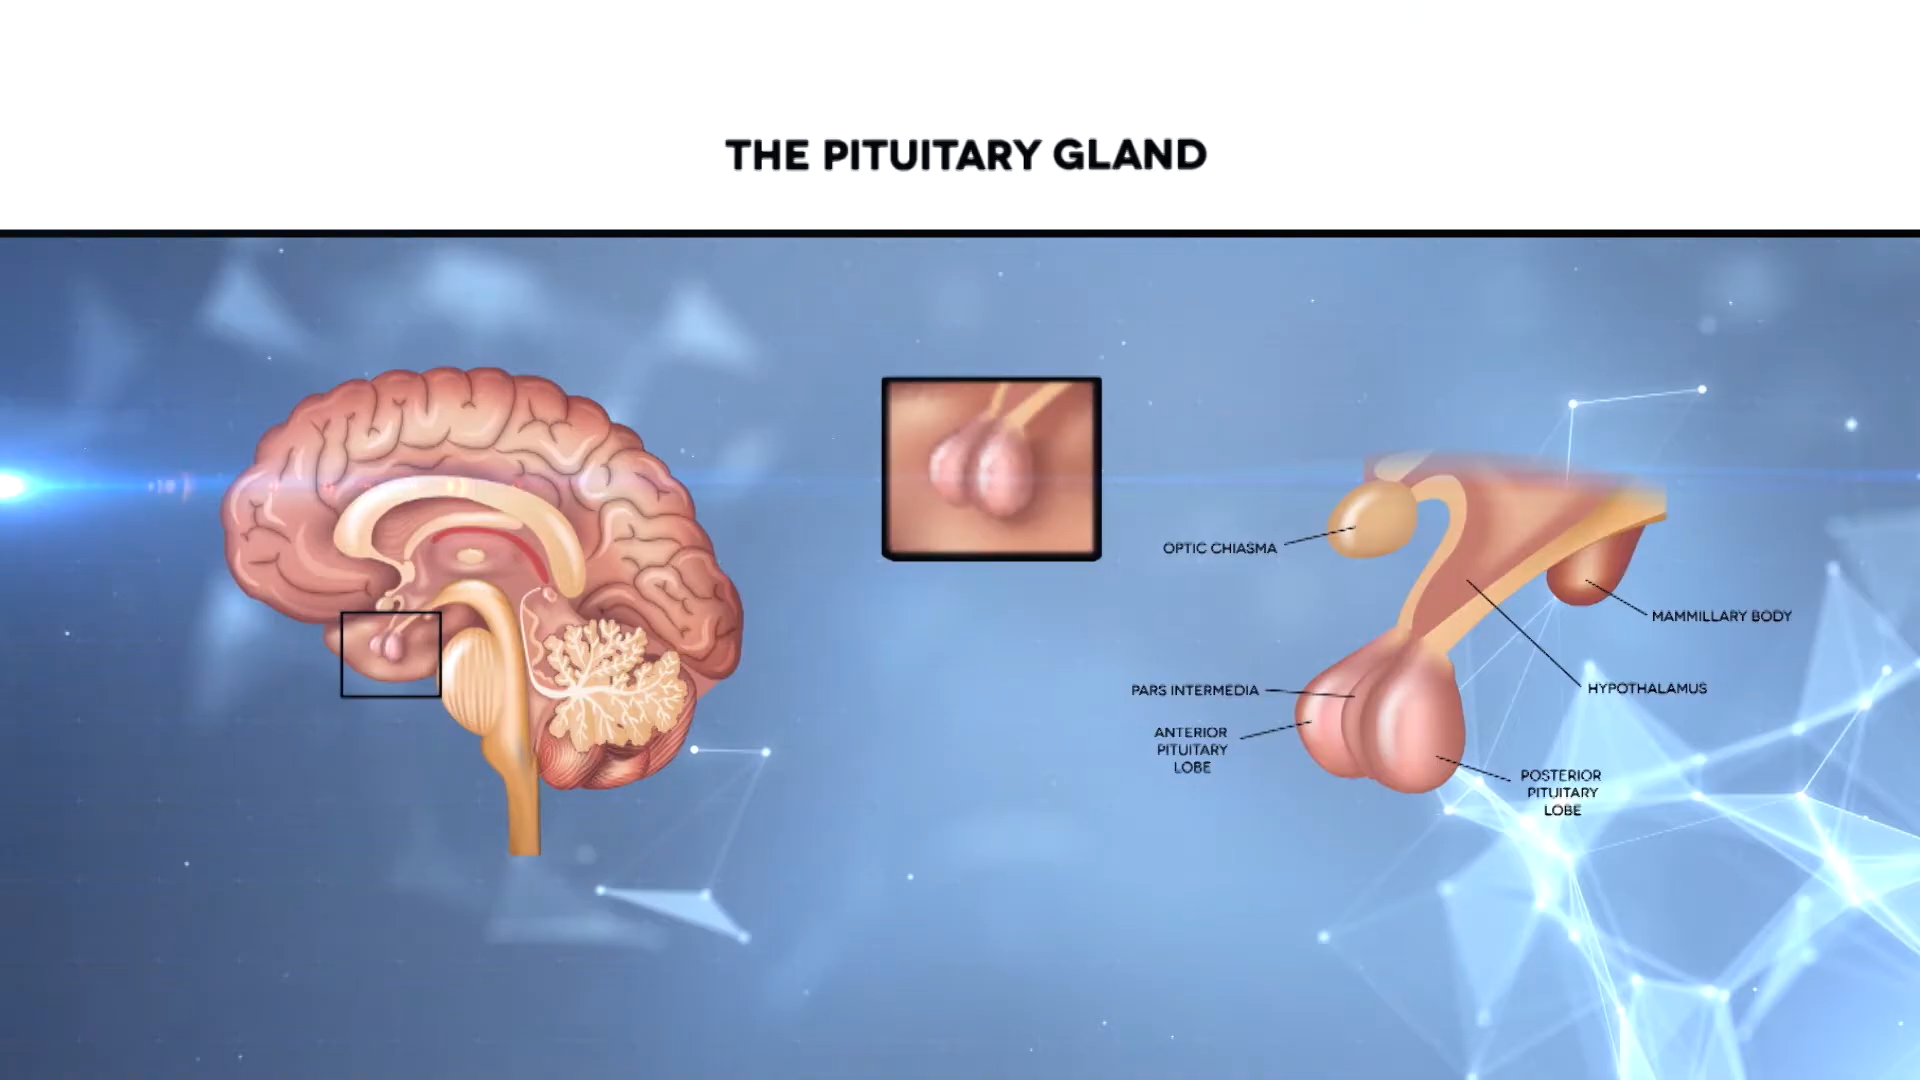 THE PITUITARY GLAND
OPTIC CHIASMA
MAMMILLARY BODY
HYPOTHALAMUS
PARS INTERMEDIA
ANTERIOR
PITUITARY
LOBE
POSTERIOR
PITUITARY
LOBE